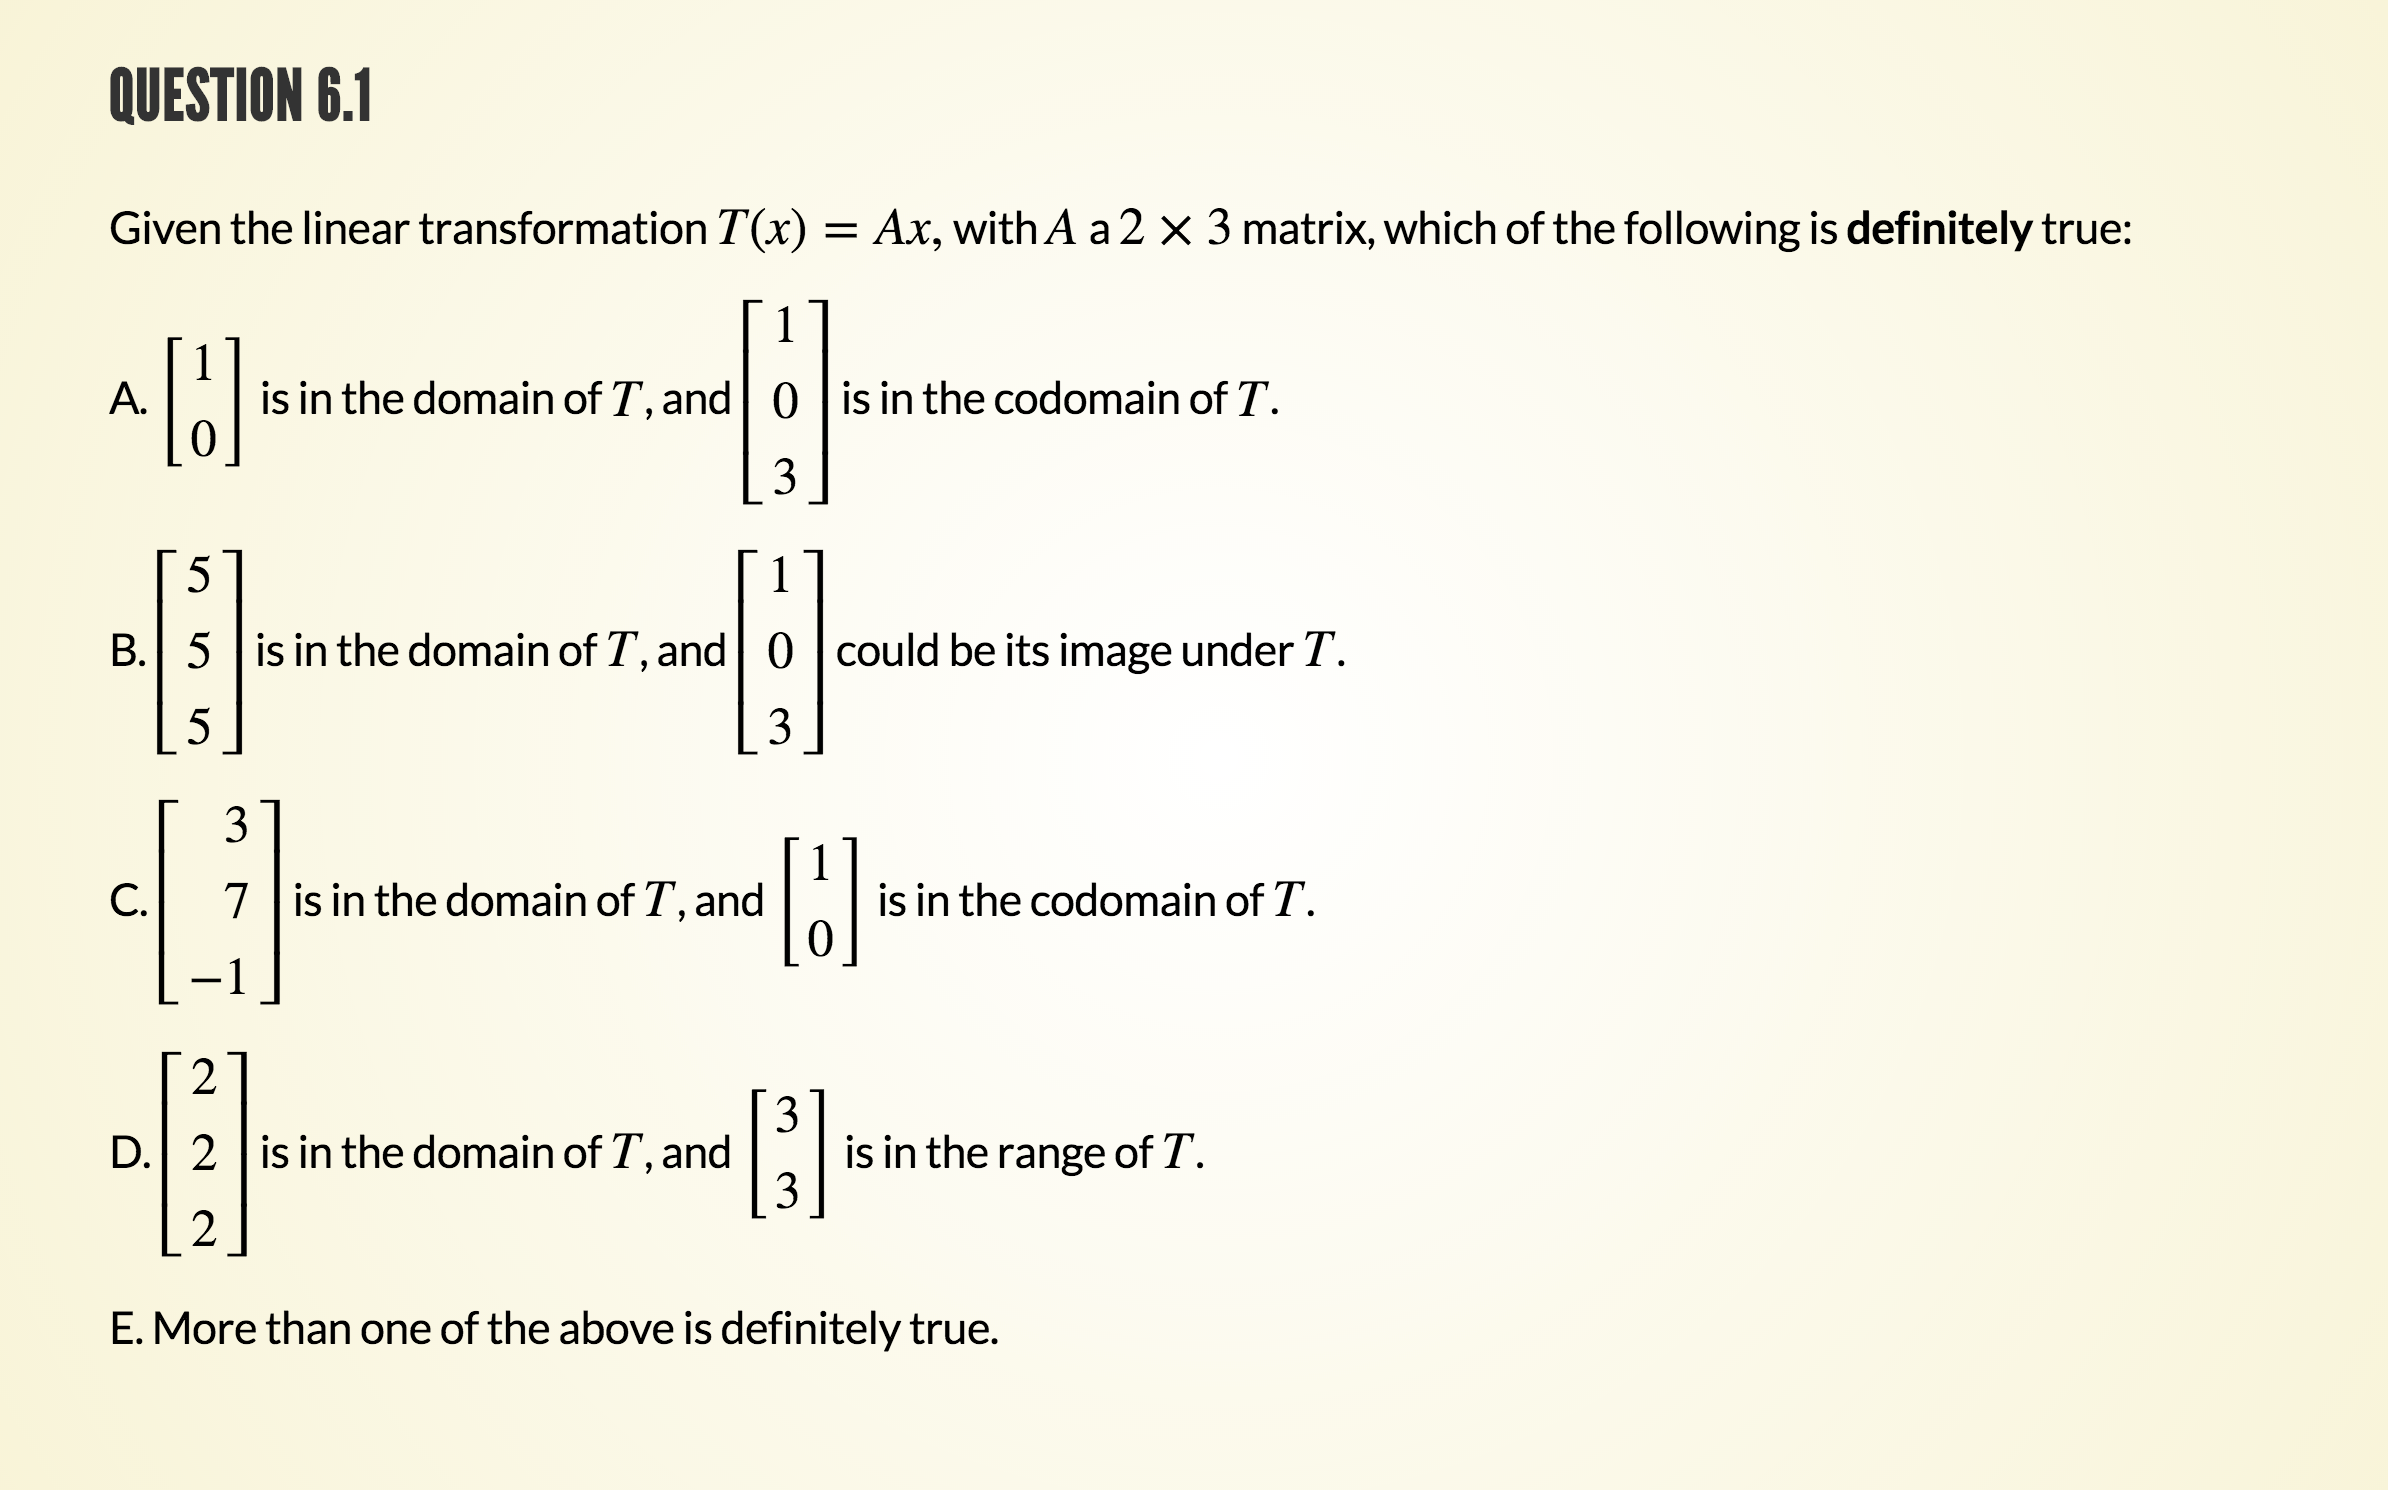 QUESTION 6.1
Given the linear transformation T(x) = Ax, with A a 2 × 3 matrix, which of the following is definitely true:
A. [1 0] is in the domain of T, and [1 0 3] is in the codomain of T.
B. [5 5 5] is in the domain of T, and [1 0 3] could be its image under T.
C. [3 7 −1] is in the domain of T, and [1 0] is in the codomain of T.
D. [2 2 2] is in the domain of T, and [3 3] is in the range of T.
E. More than one of the above is definitely true.